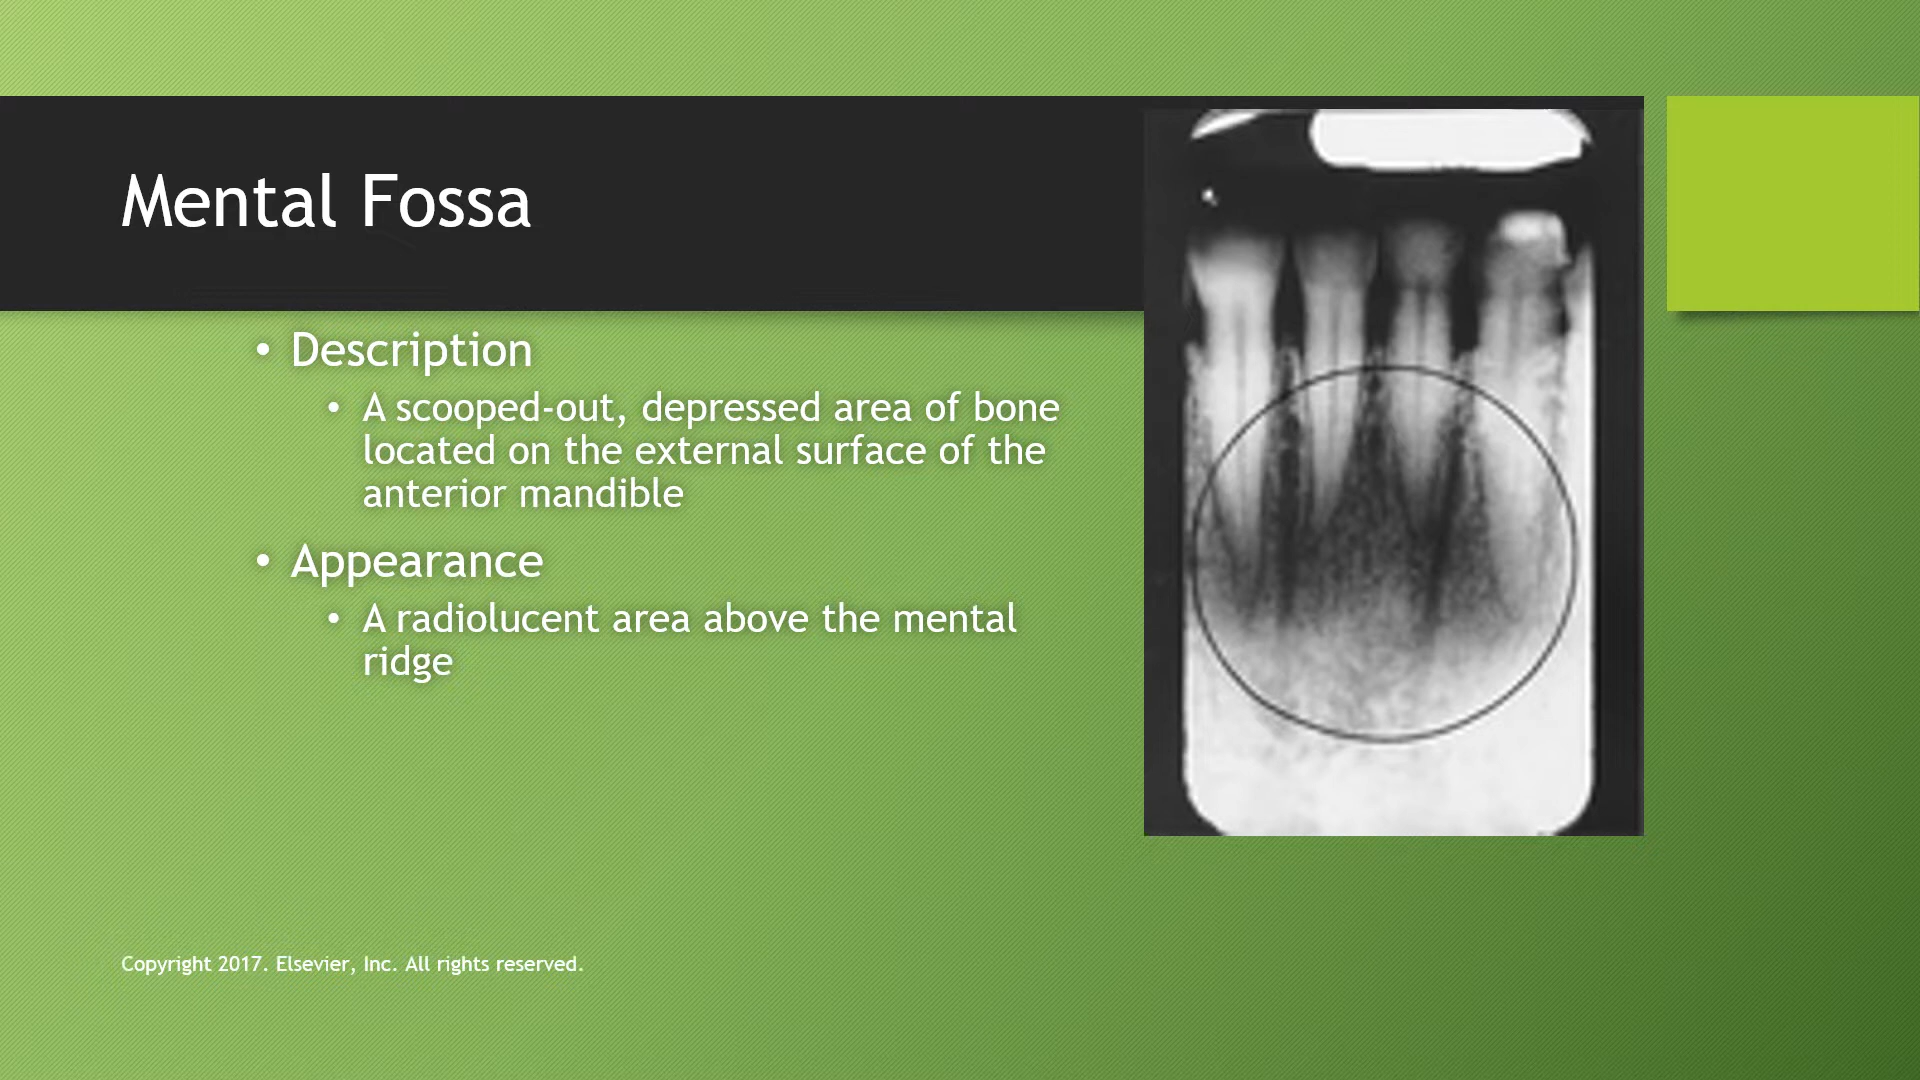 Mental Fossa
• Description
• A scooped-out, depressed area of bone
located on the external surface of the
anterior mandible
• Appearance
• A radiolucent area above the mental
ridge
Copyright 2017. Elsevier, Inc. All rights reserved.